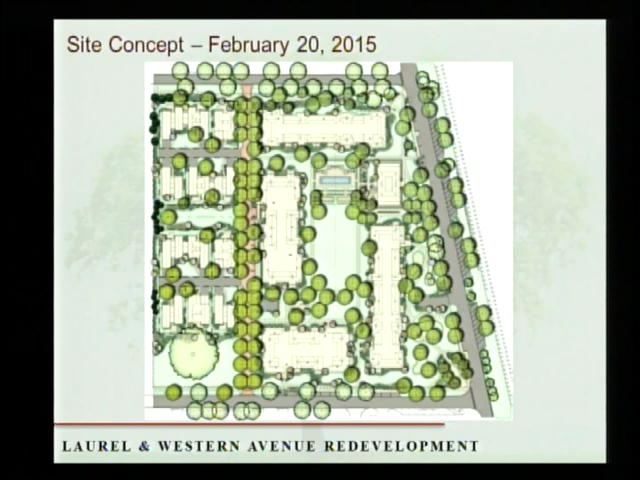 Site Concept – February 20, 2015
LAUREL & WESTERN AVENUE REDEVELOPMENT